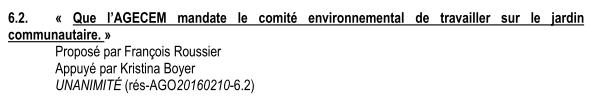 6.2. « Que l'AGECEM mandate le comité environnemental de travailler sur le jardin
communautaire. »
Proposé par François Roussier
Appuyé par Kristina Boyer
UNANIMITÉ (rés-AGO20160210-6.2)